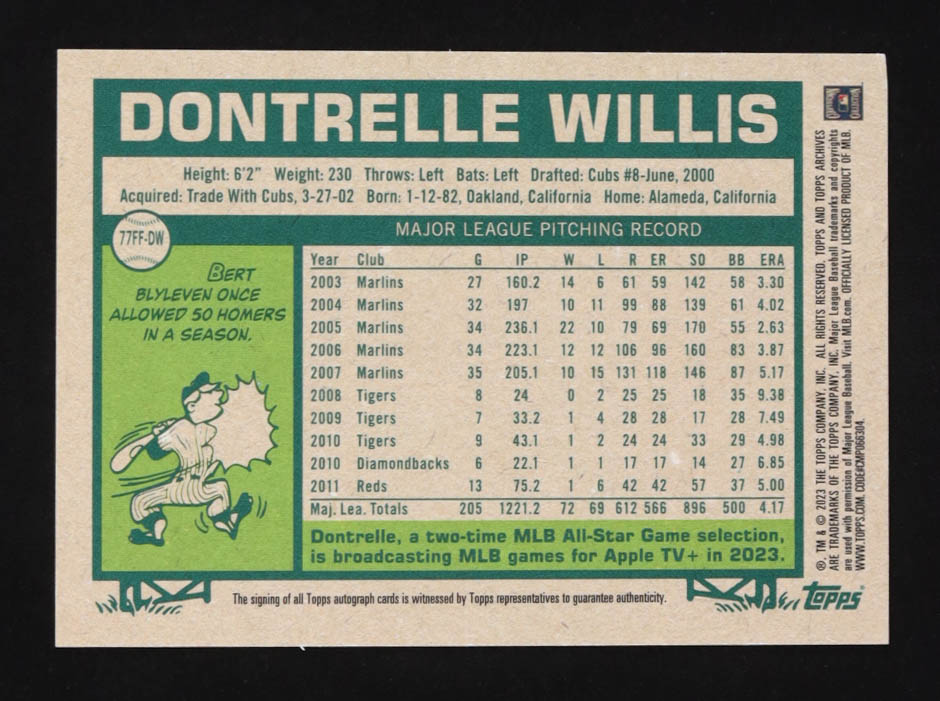 DONTRELLE WILLIS
Height: 6'2" Weight: 230 Throws: Left Bats: Left Drafted: Cubs #8-June, 2000
Acquired: Trade With Cubs, 3-27-02 Born: 1-12-82, Oakland, California Home: Alameda, California
77FF-DW
BERT
BLYLEVEN ONCE
ALLOWED 50 HOMERS
IN A SEASON.
MAJOR LEAGUE PITCHING RECORD
Year Club G IP W L R ER SO BB ERA
2003 Marlins 27 160.2 14 6 61 59 142 58 3.30
2004 Marlins 32 197 10 11 99 88 139 61 4.02
2005 Marlins 34 236.1 22 10 79 69 170 55 2.63
2006 Marlins 34 223.1 12 12 106 96 160 83 3.87
2007 Marlins 35 205.1 10 15 131 118 146 87 5.17
2008 Tigers 8 24 0 2 25 25 18 35 9.38
2009 Tigers 7 33.2 1 4 28 28 17 28 7.49
2010 Tigers 9 43.1 1 2 24 24 33 29 4.98
2010 Diamondbacks 6 22.1 1 1 17 17 14 27 6.85
2011 Reds 13 75.2 1 6 42 42 57 37 5.00
Maj. Lea. Totals 205 1221.2 72 69 612 566 896 500 4.17
Dontrelle, a two-time MLB All-Star Game selection,
is broadcasting MLB games for Apple TV+ in 2023.
The signing of all Topps autograph cards is witnessed by Topps representatives to guarantee authenticity.
TOPPS
®, TM & © 2023 THE TOPPS COMPANY, INC. ALL RIGHTS RESERVED. TOPPS AND TOPPS ARCHIVES
ARE TRADEMARKS OF THE TOPPS COMPANY, INC. Major League Baseball trademarks and copyrights
are used with permission of Major League Baseball. Visit MLB.com. OFFICIALLY LICENSED PRODUCT OF MLB.
WWW.TOPPS.COM. CODE#CMP066304.